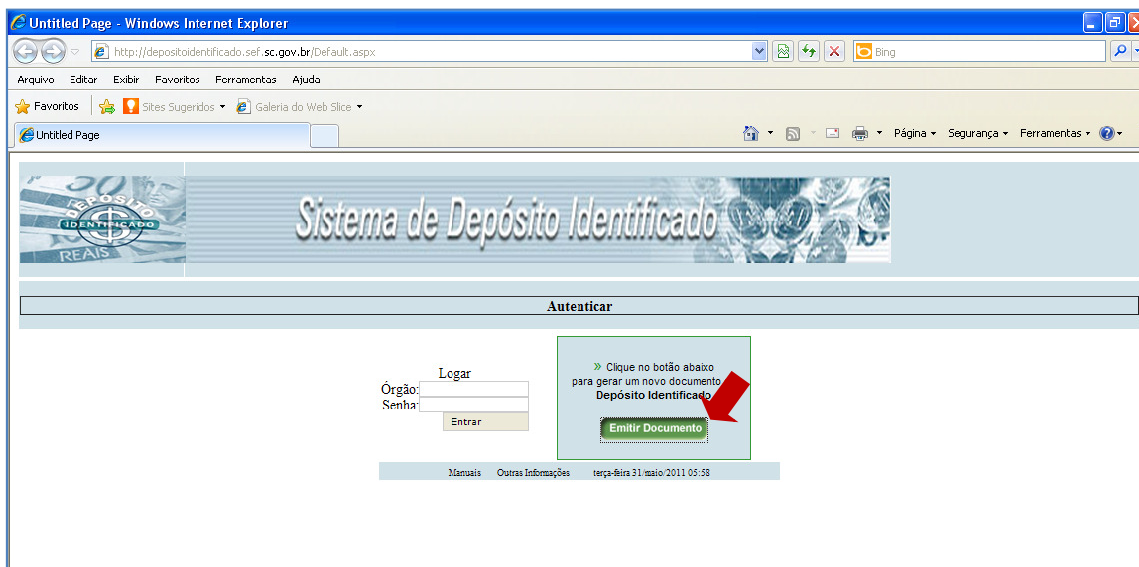 Untitled Page - Windows Internet Explorer
http://depositoidentificado.sef.sc.gov.br/Default.aspx
Bing
Arquivo Editar Exibir Favoritos Ferramentas Ajuda
Favoritos Sites Sugeridos Galeria do Web Slice
Untitled Page
Página Segurança Ferramentas
50
DEPÓSITO
IDENTIFICADO
REAIS
Sistema de Depósito Identificado
Autenticar
Logar
Órgão:
Senha:
Entrar
» Clique no botão abaixo
para gerar um novo documento
Depósito Identificado
Emitir Documento
Manuais Outras Informações terça-feira 31/maio/2011 05:58